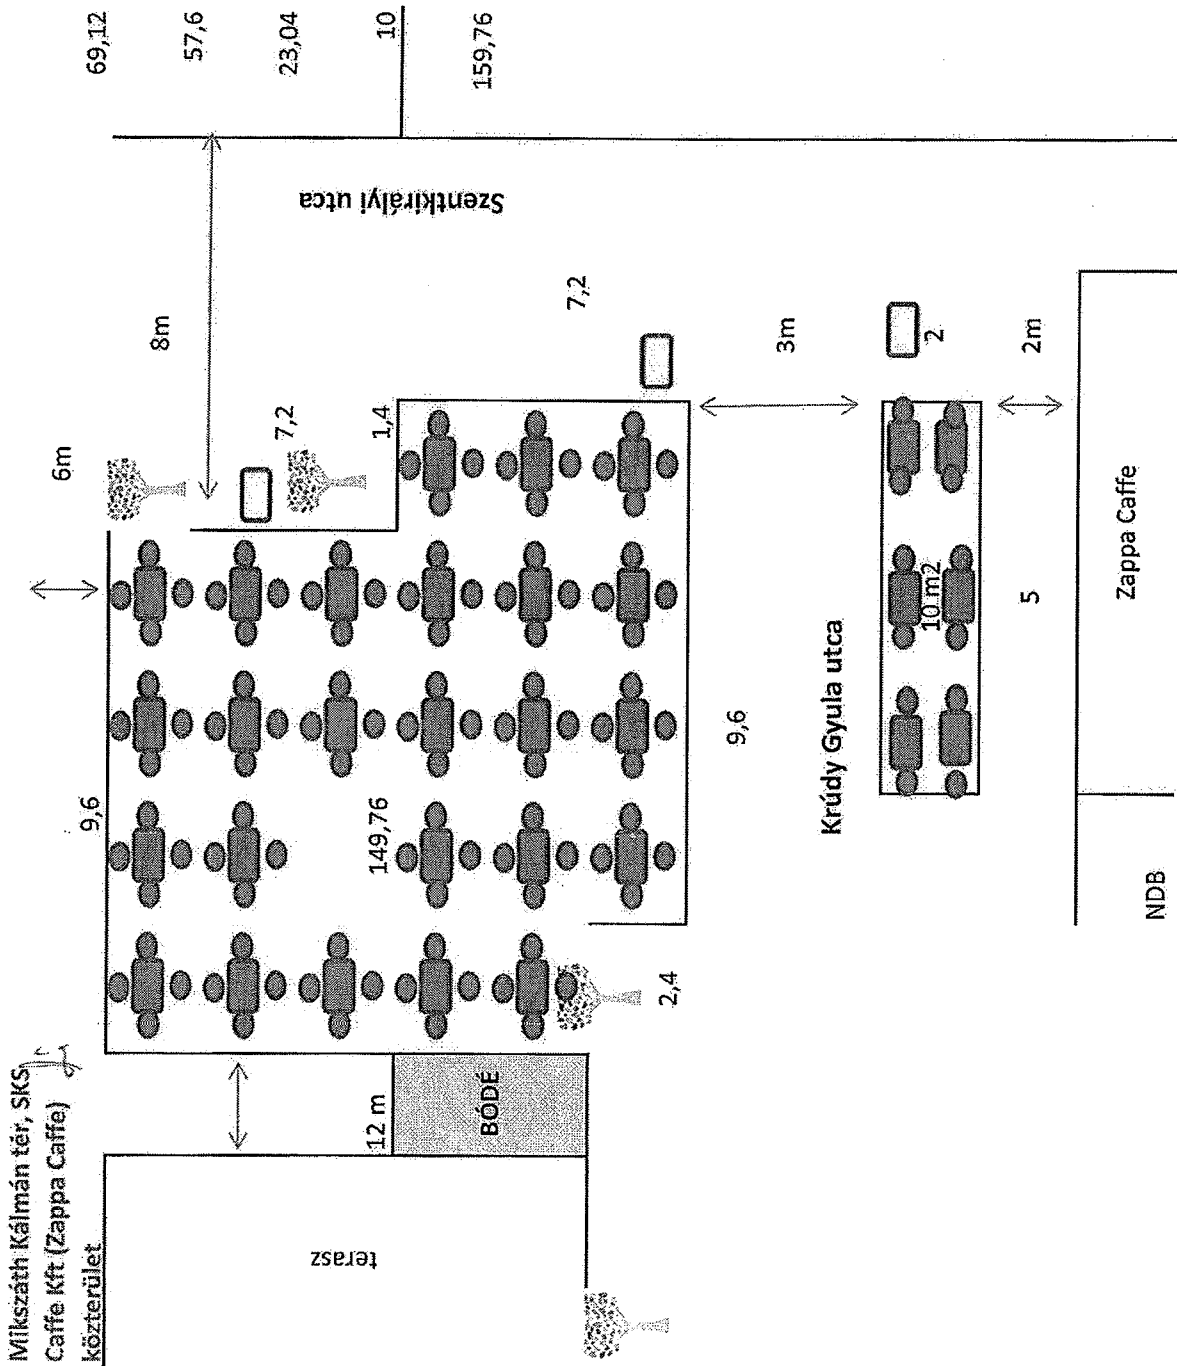 Mikszáth Kálmán tér, SKS
Caffe Kft (Zappa Caffe)
közterület
69,12
57,6
23,04
10
159,76
6m
8m
Szentkirályi utca
9,6
7,2
1,4
7,2
149,76
12 m
BÓDÉ
terasz
2,4
9,6
3m
Krúdy Gyula utca
10 m2
2
2m
5
Zappa Caffe
NDB